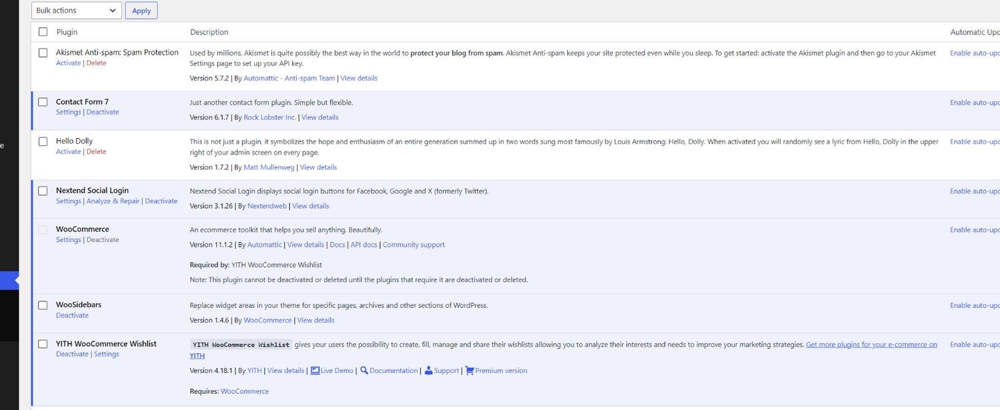 Bulk actions Apply
Plugin Description Automatic Upd
Akismet Anti-spam: Spam Protection
Activate | Delete
Used by millions, Akismet is quite possibly the best way in the world to protect your blog from spam. Akismet Anti-spam keeps your site protected even while you sleep. To get started: activate the Akismet plugin and then go to your Akismet
Settings page to set up your API key.
Version 5.7.2 | By Automattic - Anti-spam Team | View details
Enable auto-upd
Contact Form 7
Settings | Deactivate
Just another contact form plugin. Simple but flexible.
Version 6.1.7 | By Rock Lobster Inc. | View details
Enable auto-upd
e
Hello Dolly
Activate | Delete
This is not just a plugin, it symbolizes the hope and enthusiasm of an entire generation summed up in two words sung most famously by Louis Armstrong: Hello, Dolly. When activated you will randomly see a lyric from Hello, Dolly in the upper
right of your admin screen on every page.
Version 1.7.2 | By Matt Mullenweg | View details
Enable auto-upd
Nextend Social Login
Settings | Analyze & Repair | Deactivate
Nextend Social Login displays social login buttons for Facebook, Google and X (formerly Twitter).
Version 3.1.26 | By Nextendweb | View details
Enable auto-upd
WooCommerce
Settings | Deactivate
An ecommerce toolkit that helps you sell anything. Beautifully.
Version 11.1.2 | By Automattic | View details | Docs | API docs | Community support
Required by: YITH WooCommerce Wishlist
Note: This plugin cannot be deactivated or deleted until the plugins that require it are deactivated or deleted.
Enable auto-upd
WooSidebars
Deactivate
Replace widget areas in your theme for specific pages, archives and other sections of WordPress.
Version 1.4.6 | By WooCommerce | View details
Enable auto-upd
YITH WooCommerce Wishlist
Deactivate | Settings
YITH WooCommerce Wishlist gives your users the possibility to create, fill, manage and share their wishlists allowing you to analyze their interests and needs to improve your marketing strategies. Get more plugins for your e-commerce on
YITH
Version 4.18.1 | By YITH | View details | Live Demo | Documentation | Support | Premium version
Requires: WooCommerce
Enable auto-upd